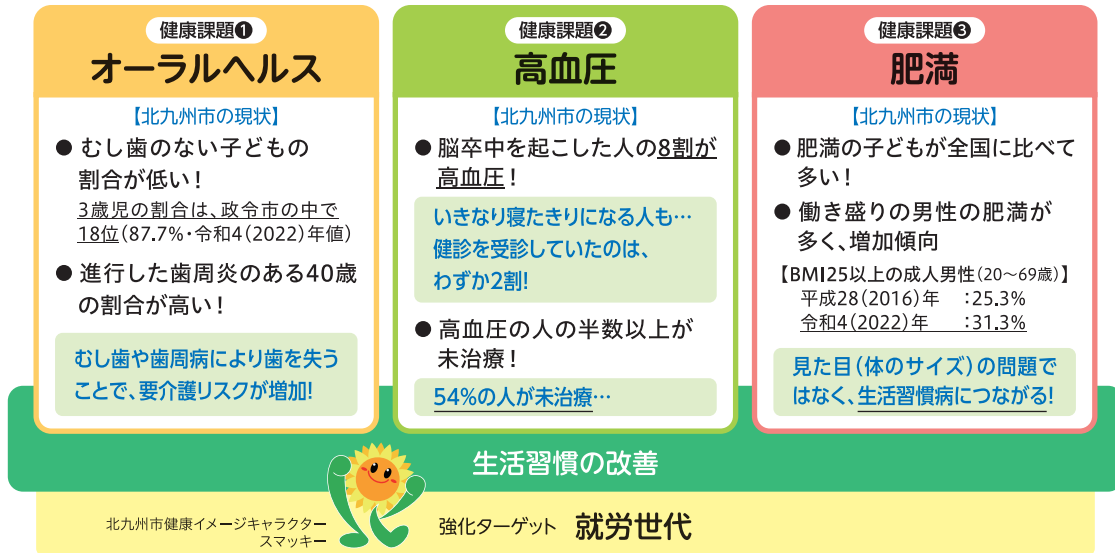 健康課題❶
オーラルヘルス
【北九州市の現状】
● むし歯のない子どもの
割合が低い！
3歳児の割合は、政令市の中で
18位（87.7%・令和4（2022）年値）
● 進行した歯周炎のある40歳
の割合が高い！
むし歯や歯周病により歯を失う
ことで、要介護リスクが増加!
健康課題❷
高血圧
【北九州市の現状】
● 脳卒中を起こした人の8割が
高血圧！
いきなり寝たきりになる人も…
健診を受診していたのは、
わずか2割!
● 高血圧の人の半数以上が
未治療！
54%の人が未治療…
健康課題❸
肥満
【北九州市の現状】
● 肥満の子どもが全国に比べて
多い！
● 働き盛りの男性の肥満が
多く、増加傾向
【BMI25以上の成人男性（20～69歳）】
平成28（2016）年 ：25.3%
令和4（2022）年 ：31.3%
見た目（体のサイズ）の問題で
はなく、生活習慣病につながる!
生活習慣の改善
北九州市健康イメージキャラクター
スマッキー
強化ターゲット 就労世代